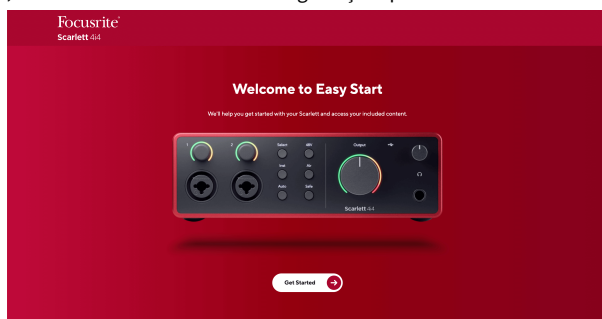 Focusrite®
Scarlett 4i4
Welcome to Easy Start
We'll help you get started with your Scarlett and access your included content.
1 2 Select 48V Output
Inst Air
Auto Safe
Scarlett 4i4
Get Started